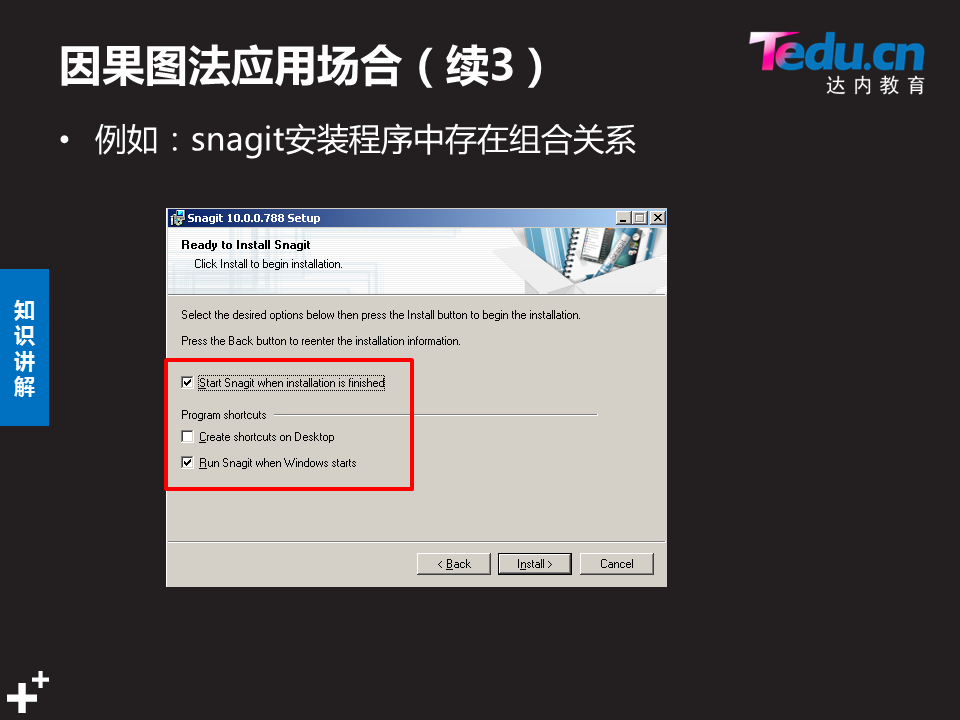 因果图法应用场合（续3）
Tedu.cn
达内教育
• 例如：snagit安装程序中存在组合关系
知识讲解
Snagit 10.0.0.788 Setup
Ready to Install Snagit
Click Install to begin installation.
Select the desired options below then press the Install button to begin the installation.
Press the Back button to reenter the installation information.
Start Snagit when installation is finished
Program shortcuts
Create shortcuts on Desktop
Run Snagit when Windows starts
< Back
Install >
Cancel